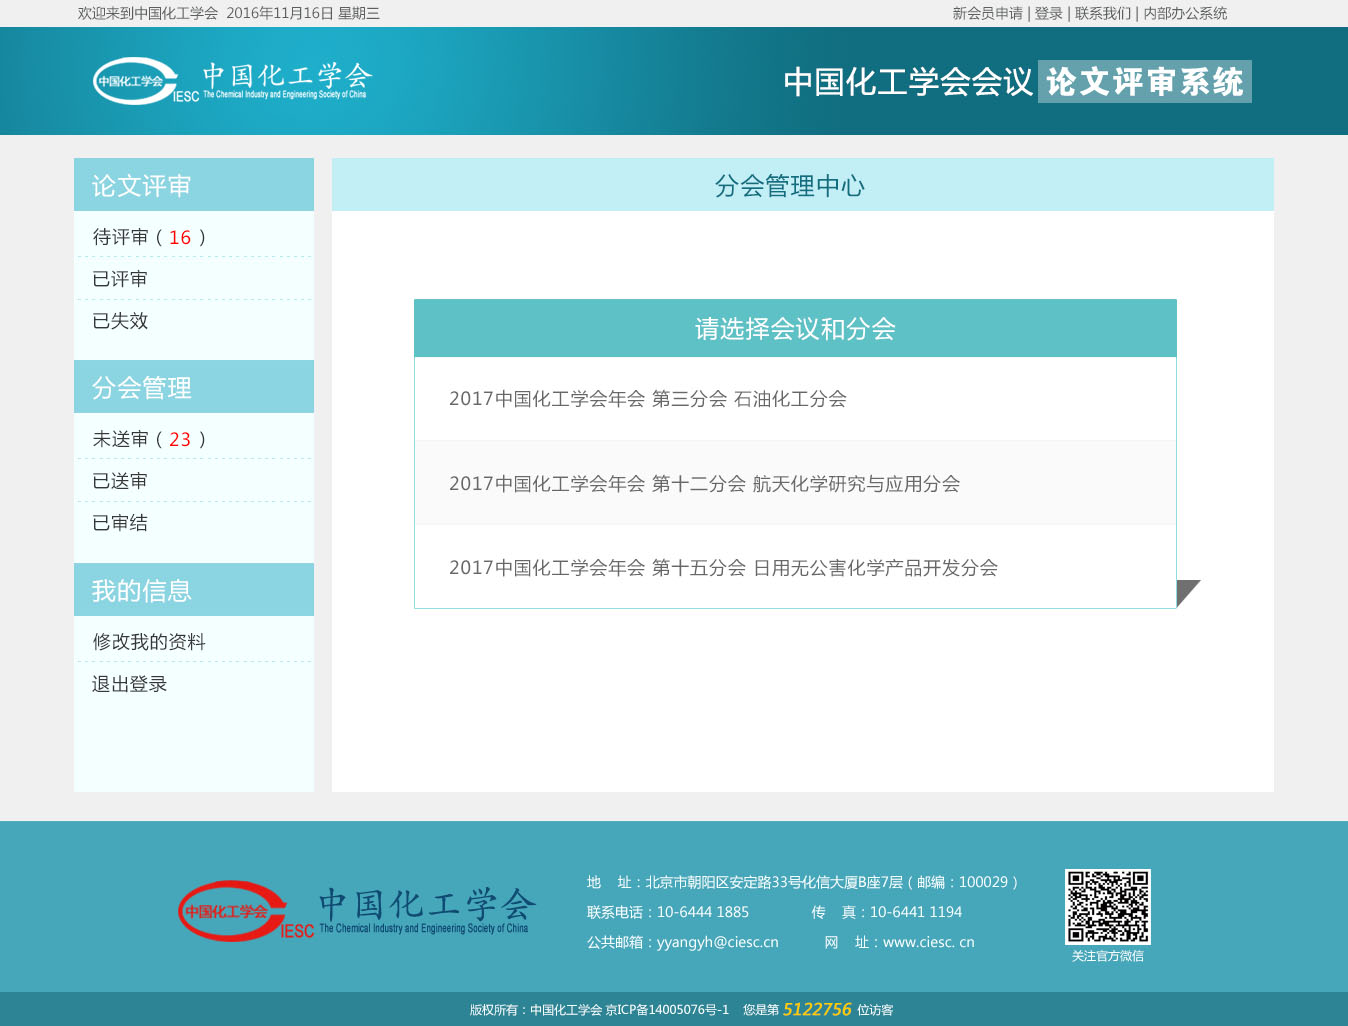 欢迎来到中国化工学会 2016年11月16日 星期三
新会员申请 | 登录 | 联系我们 | 内部办公系统
中国化工学会
IESC
中国化工学会
The Chemical Industry and Engineering Society of China
中国化工学会会议 论文评审系统
论文评审
待评审（ 16 ）
已评审
已失效
分会管理
未送审（ 23 ）
已送审
已审结
我的信息
修改我的资料
退出登录
分会管理中心
请选择会议和分会
2017中国化工学会年会 第三分会 石油化工分会
2017中国化工学会年会 第十二分会 航天化学研究与应用分会
2017中国化工学会年会 第十五分会 日用无公害化学产品开发分会
中国化工学会
IESC
中国化工学会
The Chemical Industry and Engineering Society of China
地 址：北京市朝阳区安定路33号化信大厦B座7层（邮编：100029）
联系电话：10-6444 1885 传 真：10-6441 1194
公共邮箱：yyangyh@ciesc.cn 网 址：www.ciesc. cn
关注官方微信
版权所有：中国化工学会 京ICP备14005076号-1 您是第 5122756 位访客